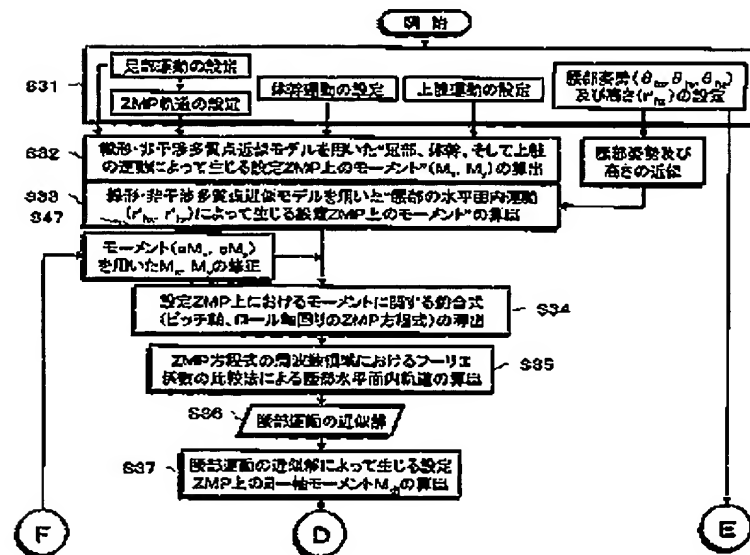 開始
S31
足部運動の設定
ZMP軌道の設定
体幹運動の設定
上肢運動の設定
腰部姿勢(θhx, θhy, θhz)
及び高さ(r'hz)の設定
S32
線形・非干渉多質点近似モデルを用いた"足部、体幹、そして上肢
の運動によって生じる設定ZMP上のモーメント"(Mx, My)の算出
腰部姿勢及び
高さの近似
S33
線形・非干渉多質点近似モデルを用いた"腰部の水平面内運動
(r'hx, r'hy)によって生じる設定ZMP上のモーメント"の算出
S47
モーメント(eMx, eMy)
を用いたMx, Myの修正
設定ZMP上におけるモーメントに関する釣合式
(ピッチ軸、ロール軸回りのZMP方程式)の導出
S34
ZMP方程式の周波数領域におけるフーリエ
係数の比較法による腰部水平面内軌道の算出
S35
S36
腰部運動の近似解
S37
腰部運動の近似解によって生じる設定
ZMP上のヨー軸モーメントの算出
F
D
E